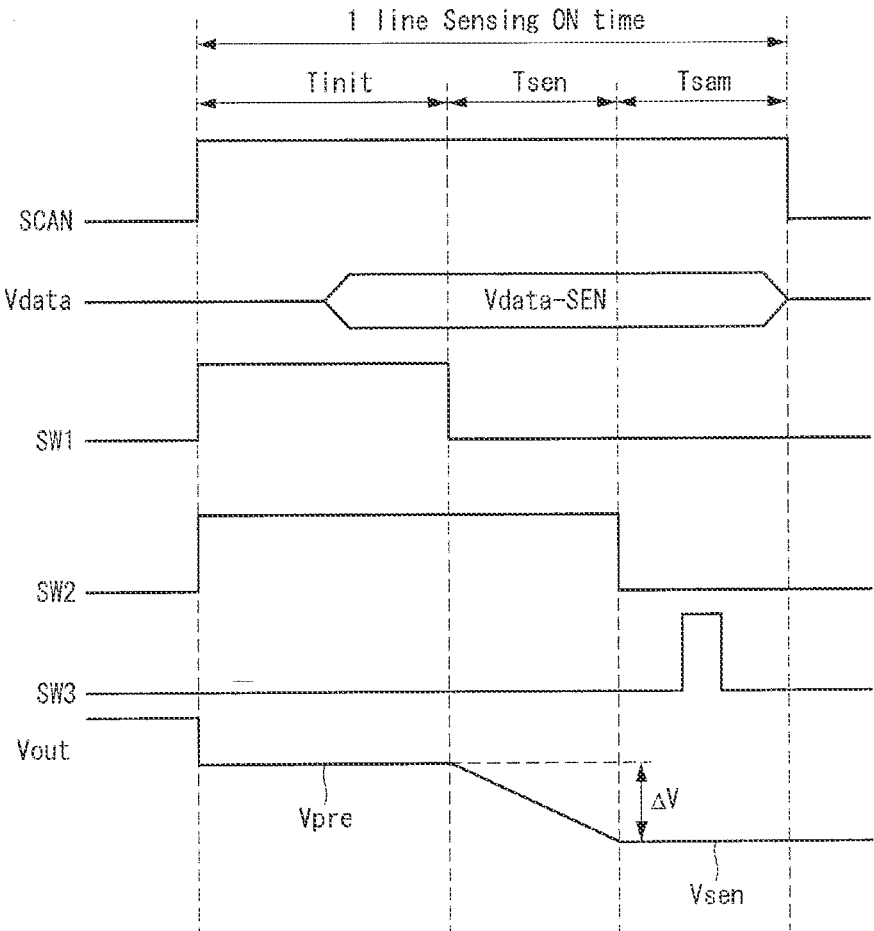 1 line Sensing ON time
Tinit Tsen Tsam
SCAN
Vdata Vdata-SEN
SW1
SW2
SW3
Vout
ΔV
Vpre
Vsen